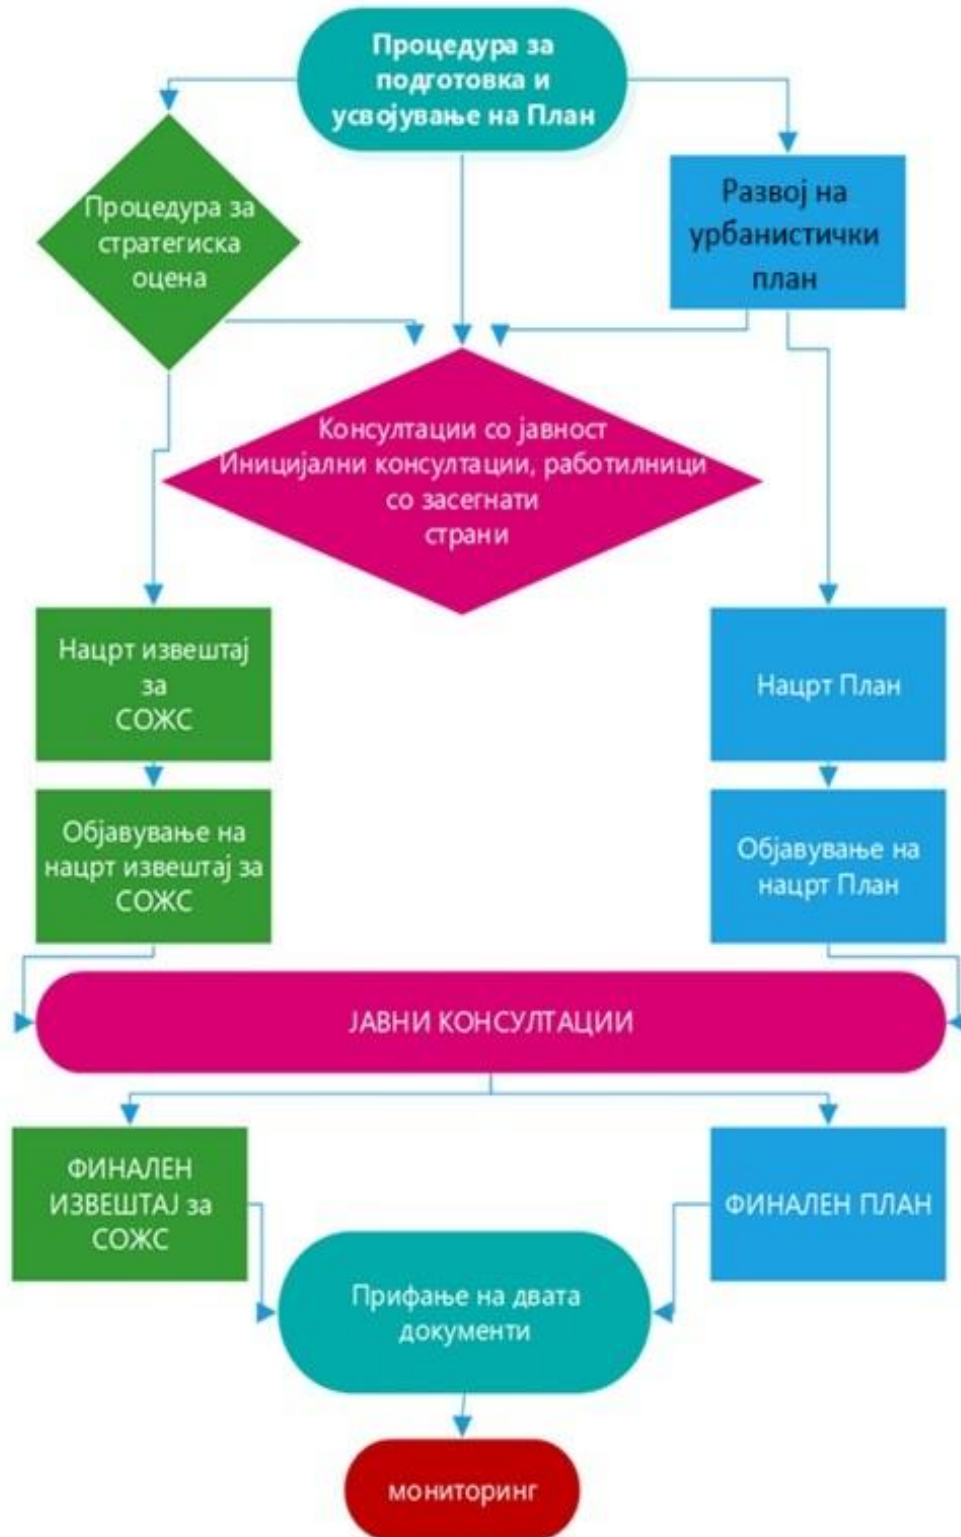 Процедура за
подготовка и
усвојување на План
Процедура за
стратегиска
оцена
Развој на
урбанистички
план
Консултации со јавност
Иницијални консултации, работилници
со засегнати
страни
Нацрт извештај
за
СОЖС
Нацрт План
Објавување на
нацрт извештај за
СОЖС
Објавување на
нацрт План
ЈАВНИ КОНСУЛТАЦИИ
ФИНАЛЕН
ИЗВЕШТАЈ за
СОЖС
ФИНАЛЕН ПЛАН
Прифање на двата
документи
мониторинг